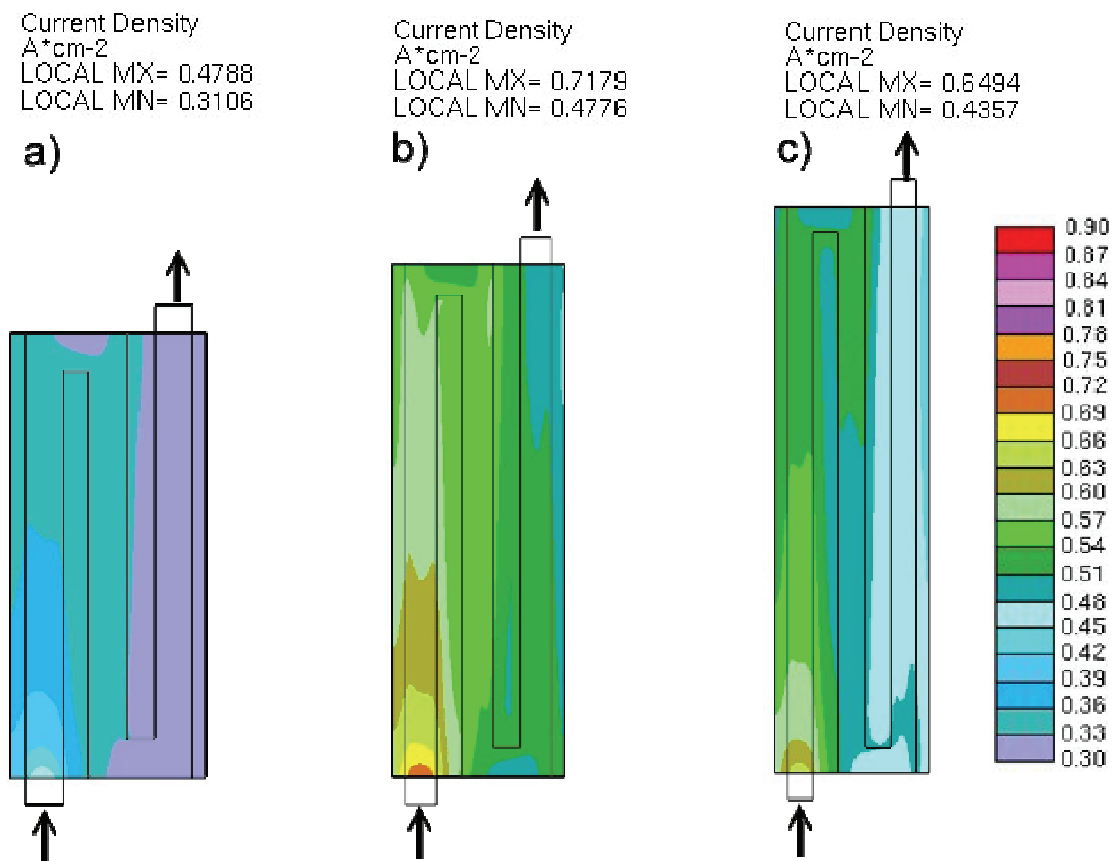 Current Density
A*cm-2
LOCAL MX= 0.4788
LOCAL MN= 0.3106
a)
Current Density
A*cm-2
LOCAL MX= 0.7179
LOCAL MN= 0.4776
b)
Current Density
A*cm-2
LOCAL MX= 0.6494
LOCAL MN= 0.4357
c)
0.90
0.87
0.84
0.81
0.78
0.75
0.72
0.69
0.66
0.63
0.60
0.57
0.54
0.51
0.48
0.45
0.42
0.39
0.36
0.33
0.30